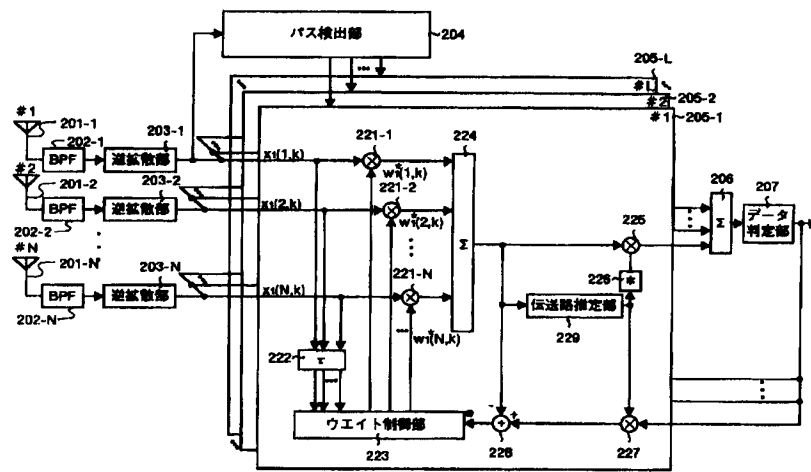 パス検出部
204
205-L
#L
#2
205-2
#1
205-1
#1
201-1
202-1
203-1
BPF
逆拡散部
x1(1,k)
221-1
w1*(1,k)
224
#2
201-2
203-2
221-2
BPF
逆拡散部
x1(2,k)
w1*(2,k)
202-2
206
207
Σ
データ
判定部
Σ
225
#N
201-N
203-N
221-N
226
*
BPF
逆拡散部
x1(N,k)
w1*(N,k)
202-N
伝送路推定部
229
222
τ
ウエイト制御部
223
-
+
+
228
227